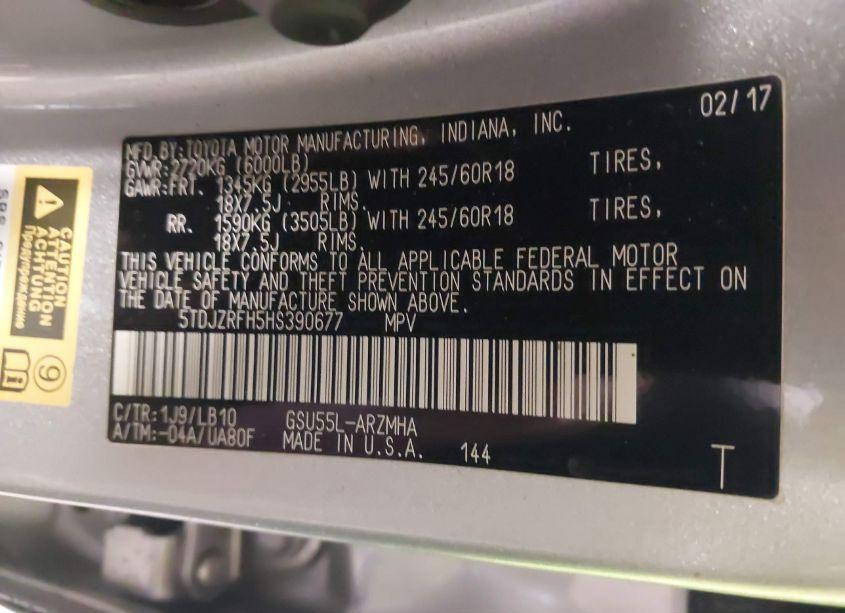 02/17
MFD.BY:TOYOTA MOTOR MANUFACTURING, INDIANA, INC.
GVWR:2720KG (6000LB)
GAWR:FRT. 1345KG (2955LB) WITH 245/60R18 TIRES,
18X7.5J RIMS.
RR. 1590KG (3505LB) WITH 245/60R18 TIRES,
18X7.5J RIMS.
THIS VEHICLE CONFORMS TO ALL APPLICABLE FEDERAL MOTOR
VEHICLE SAFETY AND THEFT PREVENTION STANDARDS IN EFFECT ON
THE DATE OF MANUFACTURE SHOWN ABOVE.
5TDJZRFH5HS390677 MPV
C/TR:1J9/LB10 GSU55L-ARZMHA
A/TM:-04A/UA80F MADE IN U.S.A. 144
T
CAUTION
ATTENTION
ACHTUNG
Предупреждение
9